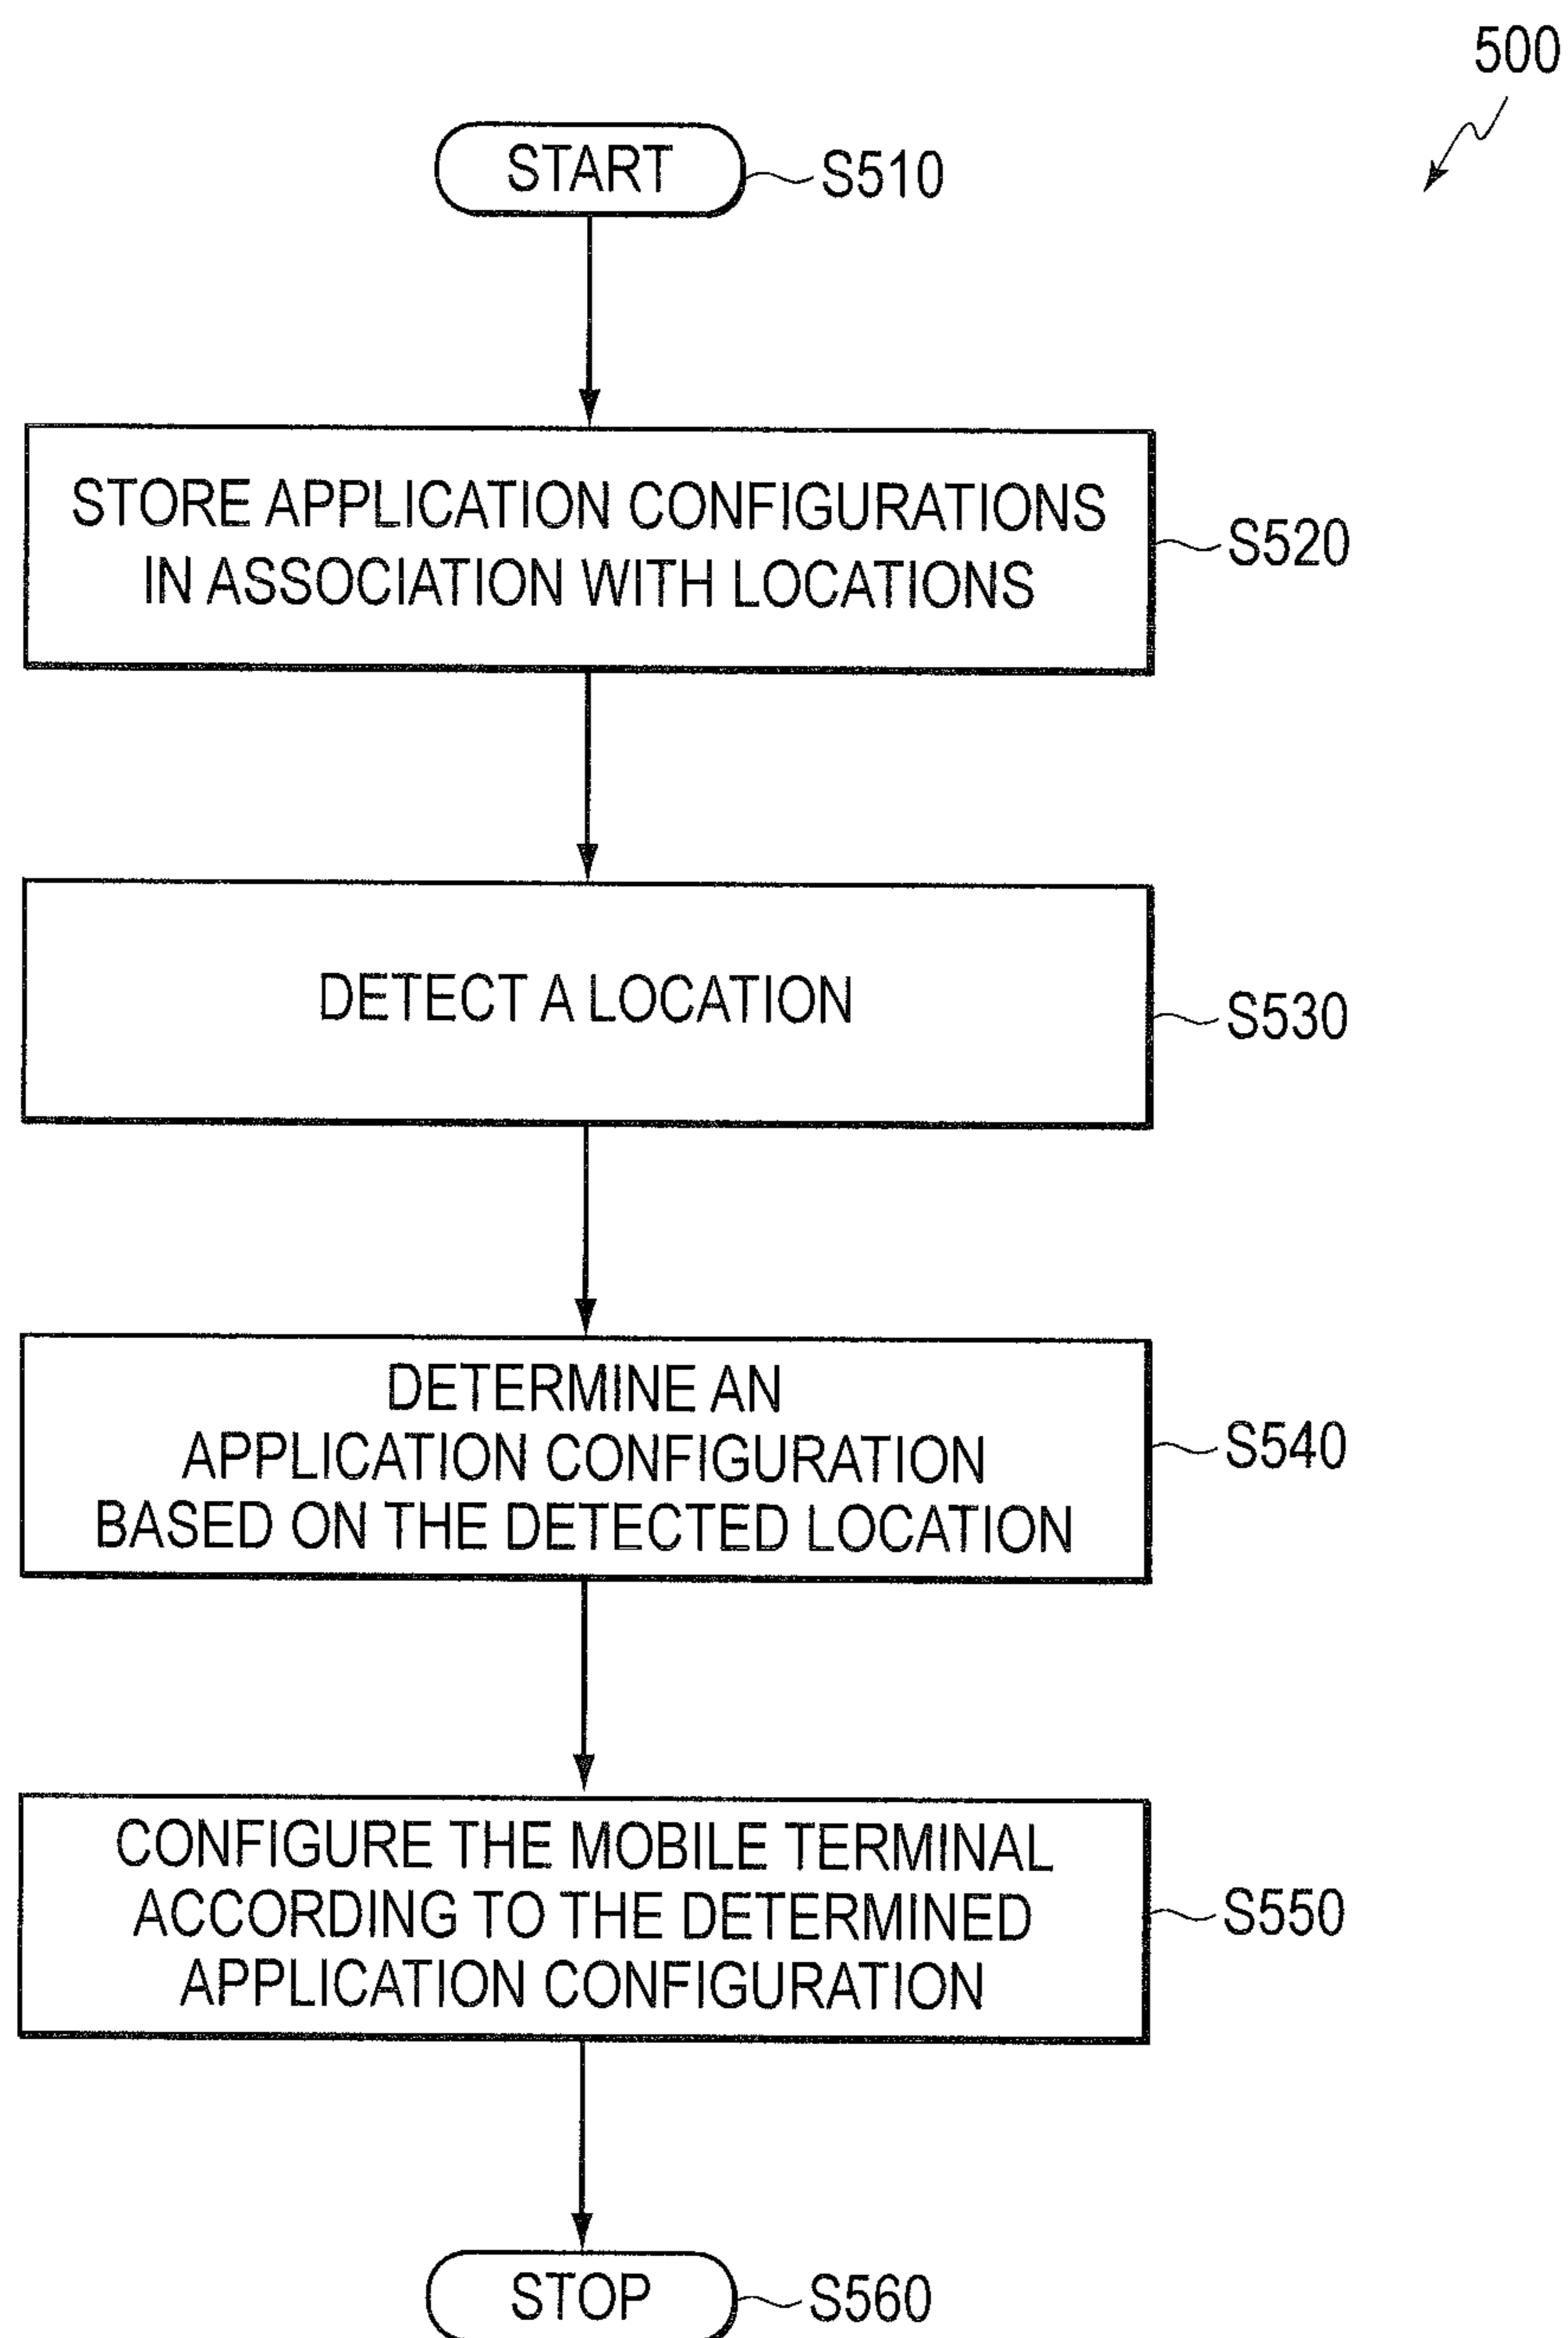 500
START
S510
STORE APPLICATION CONFIGURATIONS
IN ASSOCIATION WITH LOCATIONS
S520
DETECT A LOCATION
S530
DETERMINE AN
APPLICATION CONFIGURATION
BASED ON THE DETECTED LOCATION
S540
CONFIGURE THE MOBILE TERMINAL
ACCORDING TO THE DETERMINED
APPLICATION CONFIGURATION
S550
STOP
S560